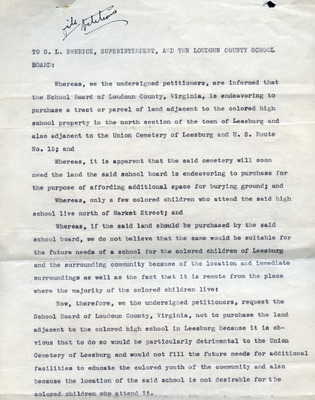 file
Petitions
TO O. L. EMERICK, SUPERINTENDENT, AND THE LOUDOUN COUNTY SCHOOL
BOARD:
Whereas, we the undersigned petitioners, are informed that
the School Board of Loudoun County, Virginia, is endeavoring to
purchase a tract or parcel of land adjacent to the colored high
school property in the north section of the town of Leesburg and
also adjacent to the Union Cemetery of Leesburg and U. S. Route
No. 15; and
Whereas, it is apparent that the said cemetery will soon
need the land the said school board is endeavoring to purchase for
the purpose of affording additional space for burying ground; and
Whereas, only a few colored children who attend the said high
school live north of Market Street; and
Whereas, if the said land should be purchased by the said
school board, we do not believe that the same would be suitable for
the future needs of a school for the colored children of Leesburg
and the surrounding community because of the location and immediate
surroundings as well as the fact that it is remote from the place
where the majority of the colored children live:
Now, therefore, we the undersigned petitioners, request the
School Board of Loudoun County, Virginia, not to purchase the land
adjacent to the colored high school in Leesburg because it is ob-
vious that to do so would be particularly detrimental to the Union
Cemetery of Leesburg and would not fill the future needs for additional
facilities to educate the colored youth of the community and also
because the location of the said school is not desirable for the
colored children who attend it.